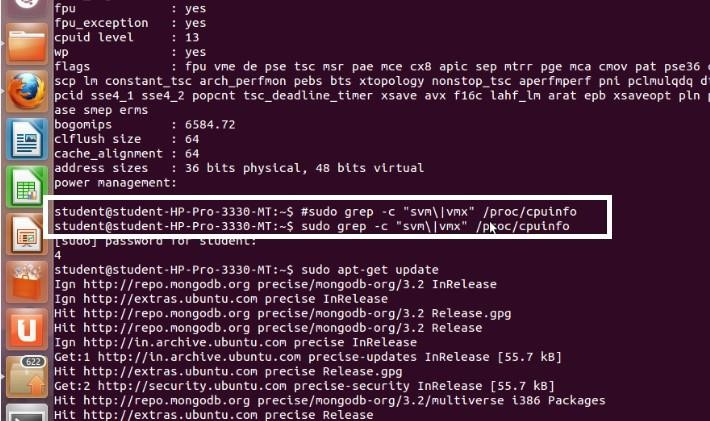 fpu : yes
fpu_exception : yes
cpuid level : 13
wp : yes
flags : fpu vme de pse tsc msr pae mce cx8 apic sep mtrr pge mca cmov pat pse36
scp lm constant_tsc arch_perfmon pebs bts xtopology nonstop_tsc aperfmperf pni pclmulqdq
pcid sse4_1 sse4_2 popcnt tsc_deadline_timer xsave avx f16c lahf_lm arat epb xsaveopt pln
ase smep erms
bogomips : 6584.72
clflush size : 64
cache_alignment : 64
address sizes : 36 bits physical, 48 bits virtual
power management:
student@student-HP-Pro-3330-MT:~$ #sudo grep -c "svm\|vmx" /proc/cpuinfo
student@student-HP-Pro-3330-MT:~$ sudo grep -c "svm\|vmx" /proc/cpuinfo
[sudo] password for student:
4
student@student-HP-Pro-3330-MT:~$ sudo apt-get update
Ign http://repo.mongodb.org precise/mongodb-org/3.2 InRelease
Ign http://extras.ubuntu.com precise InRelease
Hit http://repo.mongodb.org precise/mongodb-org/3.2 Release.gpg
Hit http://repo.mongodb.org precise/mongodb-org/3.2 Release
Ign http://in.archive.ubuntu.com precise InRelease
Get:1 http://in.archive.ubuntu.com precise-updates InRelease [55.7 kB]
Hit http://extras.ubuntu.com precise Release.gpg
Get:2 http://security.ubuntu.com precise-security InRelease [55.7 kB]
Hit http://repo.mongodb.org precise/mongodb-org/3.2/multiverse i386 Packages
Hit http://extras.ubuntu.com precise Release
622